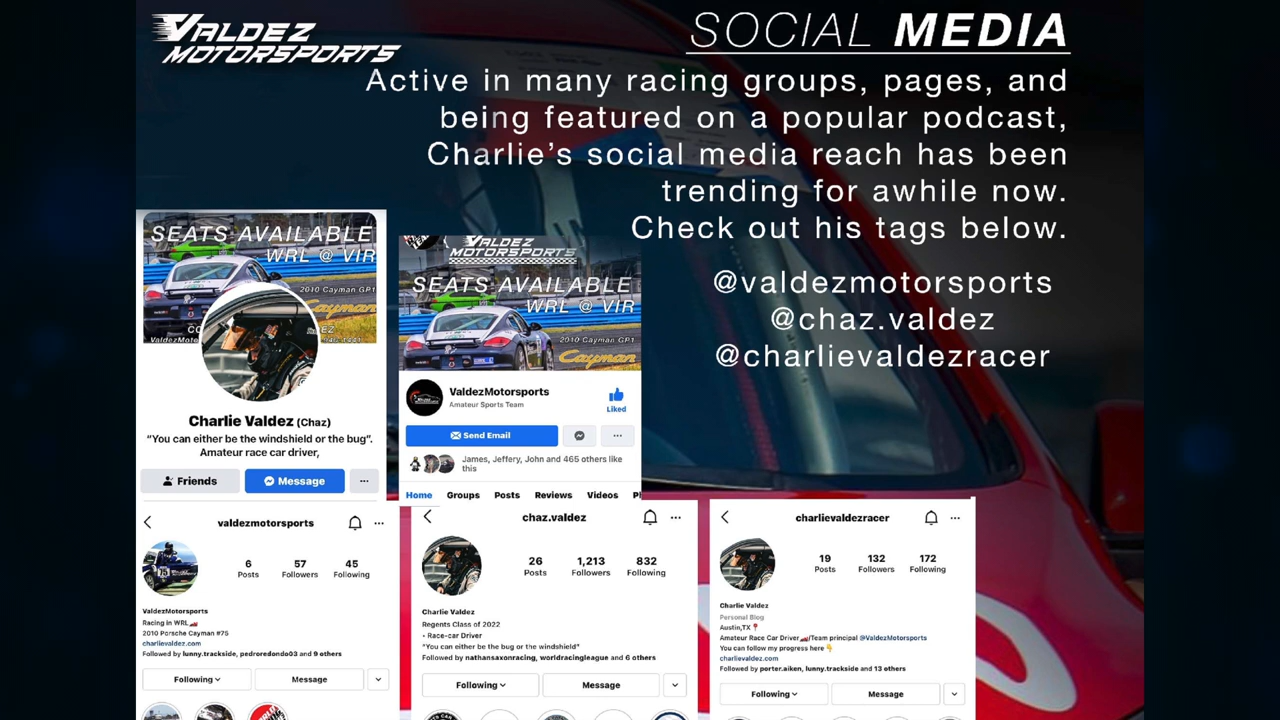 VALDEZ
MOTORSPORTS
SOCIAL MEDIA
Active in many racing groups, pages, and
being featured on a popular podcast,
Charlie's social media reach has been
trending for awhile now.
Check out his tags below.
@valdezmotorsports
@chaz.valdez
@charlievaldezracer
SEATS AVAILABLE
WRL @ VIR
2010 Cayman GP1
Cayman
Charlie Valdez (Chaz)
"You can either be the windshield or the bug".
Amateur race car driver,
Friends
Message
VALDEZ
MOTORSPORTS
SEATS AVAILABLE
WRL @ VIR
2010 Cayman GP1
Cayman
ValdezMotorsports
Amateur Sports Team
Liked
Send Email
James, Jeffery, John and 465 others like
this
Home Groups Posts Reviews Videos
valdezmotorsports
6 57 45
Posts Followers Following
ValdezMotorsports
Racing in WRL
2010 Porsche Cayman #75
charlievaldez.com
Followed by lunny.trackside, pedroredondo03 and 9 others
Following Message
chaz.valdez
26 1,213 832
Posts Followers Following
Charlie Valdez
Regents Class of 2022
• Race-car Driver
"You can either be the bug or the windshield"
Followed by nathansaxonracing, worldracingleague and 6 others
Following Message
charlievaldezracer
19 132 172
Posts Followers Following
Charlie Valdez
Personal Blog
Austin,TX
Amateur Race Car Driver /Team principal @ValdezMotorsports
You can follow my progress here
charlievaldez.com
Followed by porter.aiken, lunny.trackside and 13 others
Following Message